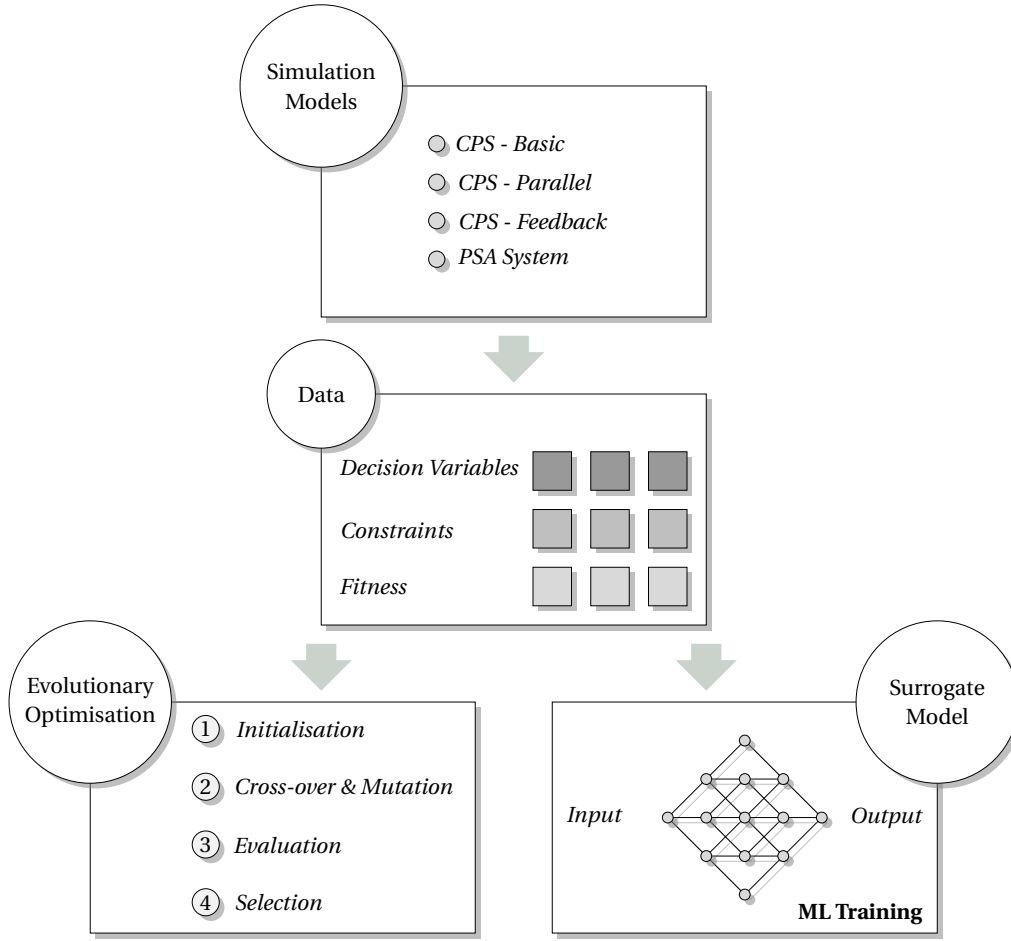 Simulation
Models
CPS - Basic
CPS - Parallel
CPS - Feedback
PSA System
Data
Decision Variables
Constraints
Fitness
Evolutionary
Optimisation
1 Initialisation
2 Cross-over & Mutation
3 Evaluation
4 Selection
Surrogate
Model
Input
Output
ML Training